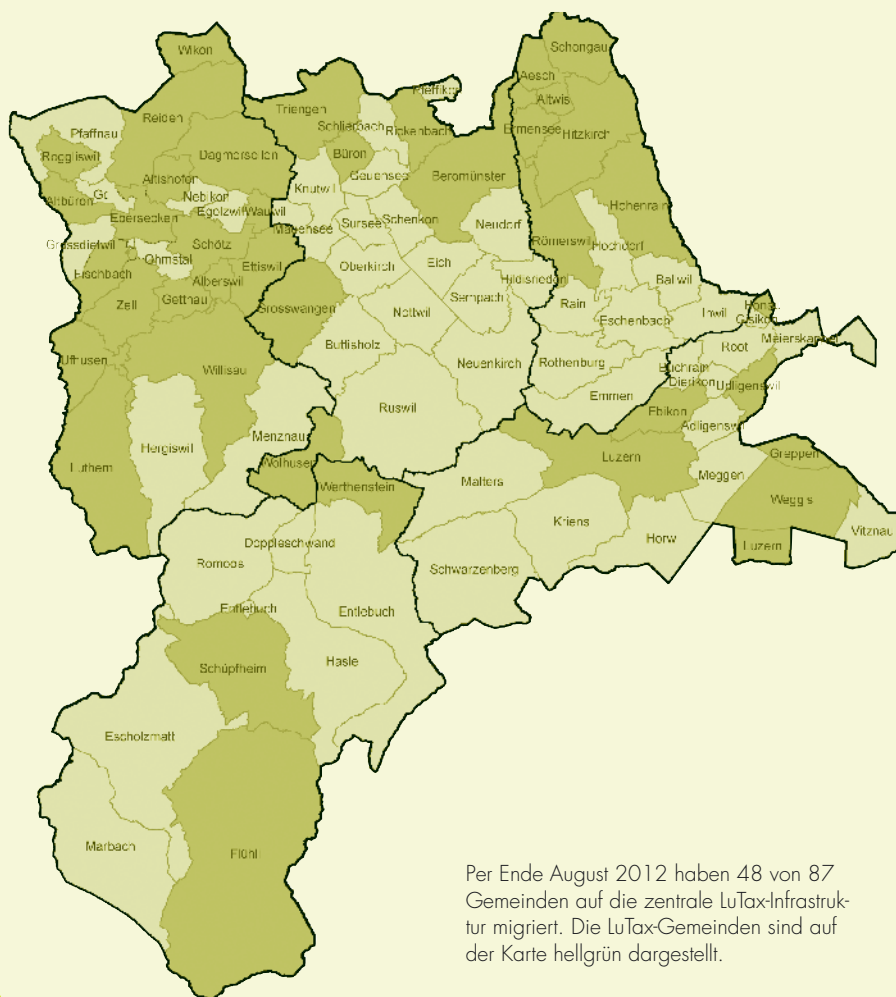 Wikon
Schongau
Aesch
Altwis
Triengen
Reiden
Schlierbach
Rickenbach
Ermensee
Hitzkirch
Pfaffnau
Roggliswil
Dagmersellen
Büron
Geuensee
Beromünster
Altishofen
Knutwil
Nebikon
Altbüron
Egolzwil
Wauwil
Hohenrain
Ebersecken
Mauensee
Sursee
Schenkon
Neudorf
Grossdietwil
Schötz
Römerswil
Hochdorf
Ohmstal
Oberkirch
Eich
Fischbach
Ettiswil
Alberswil
Hildisrieden
Ballwil
Zell
Gettnau
Sempach
Rain
Grosswangen
Nottwil
Inwil
Eschenbach
Gisikon
Buttisholz
Root
Meierskappel
Ufhusen
Neuenkirch
Rothenburg
Buchrain
Willisau
Dierikon
Udligenswil
Emmen
Ruswil
Ebikon
Menznau
Adligenswil
Hergiswil
Luthern
Wolhusen
Luzern
Greppen
Malters
Meggen
Werthenstein
Weggis
Kriens
Vitznau
Doppleschwand
Horw
Luzern
Romoos
Schwarzenberg
Entlebuch
Entlebuch
Hasle
Schüpfheim
Escholzmatt
Marbach
Flühli
Per Ende August 2012 haben 48 von 87
Gemeinden auf die zentrale LuTax-Infrastruk-
tur migriert. Die LuTax-Gemeinden sind auf
der Karte hellgrün dargestellt.